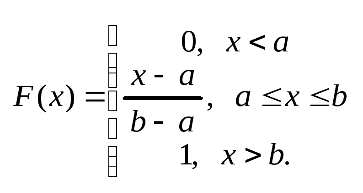 0, x < a
F(x) = x − a / b − a, a ≤ x ≤ b
1, x > b.